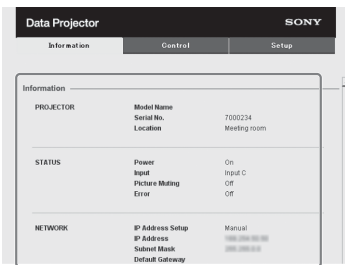 Data Projector SONY
Information Control Setup
Information
PROJECTOR Model Name
Serial No. 7000234
Location Meeting room
STATUS Power On
Input Input C
Picture Muting Off
Error Off
NETWORK IP Address Setup Manual
IP Address
Subnet Mask
Default Gateway